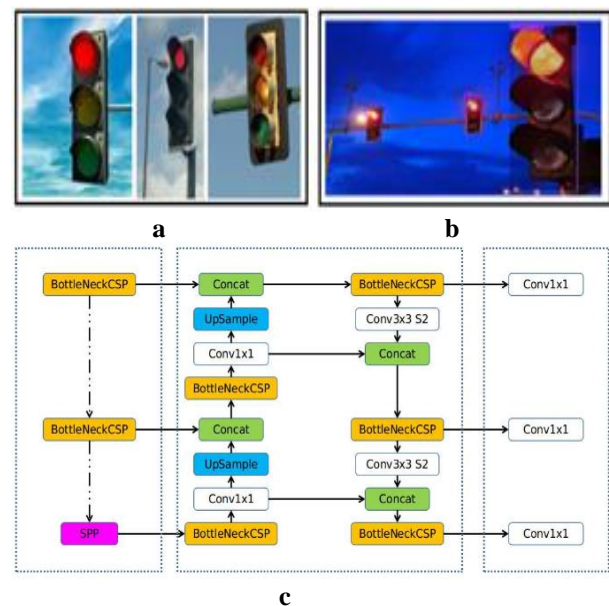 a b
BottleNeckCSP Concat BottleNeckCSP Conv1x1
UpSample Conv3x3 S2
Conv1x1 Concat
BottleNeckCSP
BottleNeckCSP Concat BottleNeckCSP Conv1x1
UpSample Conv3x3 S2
Conv1x1 Concat
SPP BottleNeckCSP BottleNeckCSP Conv1x1
c